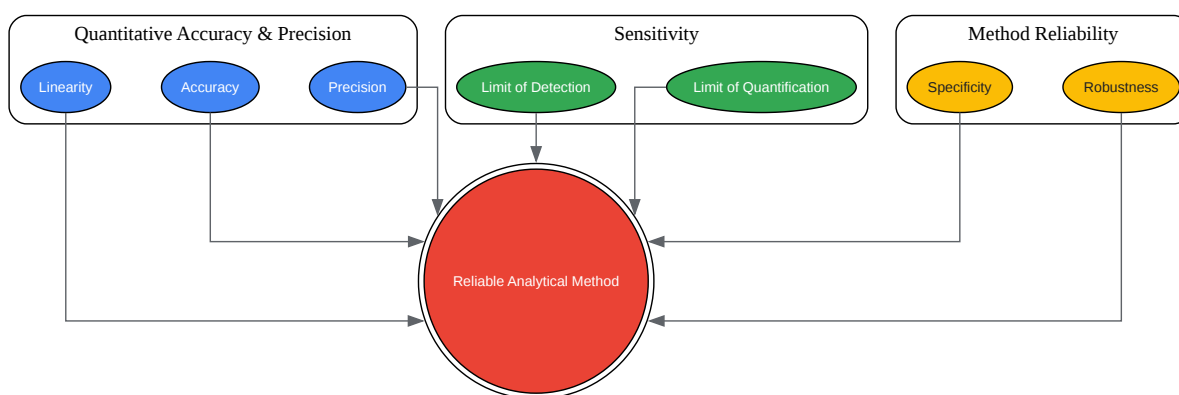 Quantitative Accuracy & Precision
Sensitivity
Method Reliability
Linearity
Accuracy
Precision
Limit of Detection
Limit of Quantification
Specificity
Robustness
Reliable Analytical Method